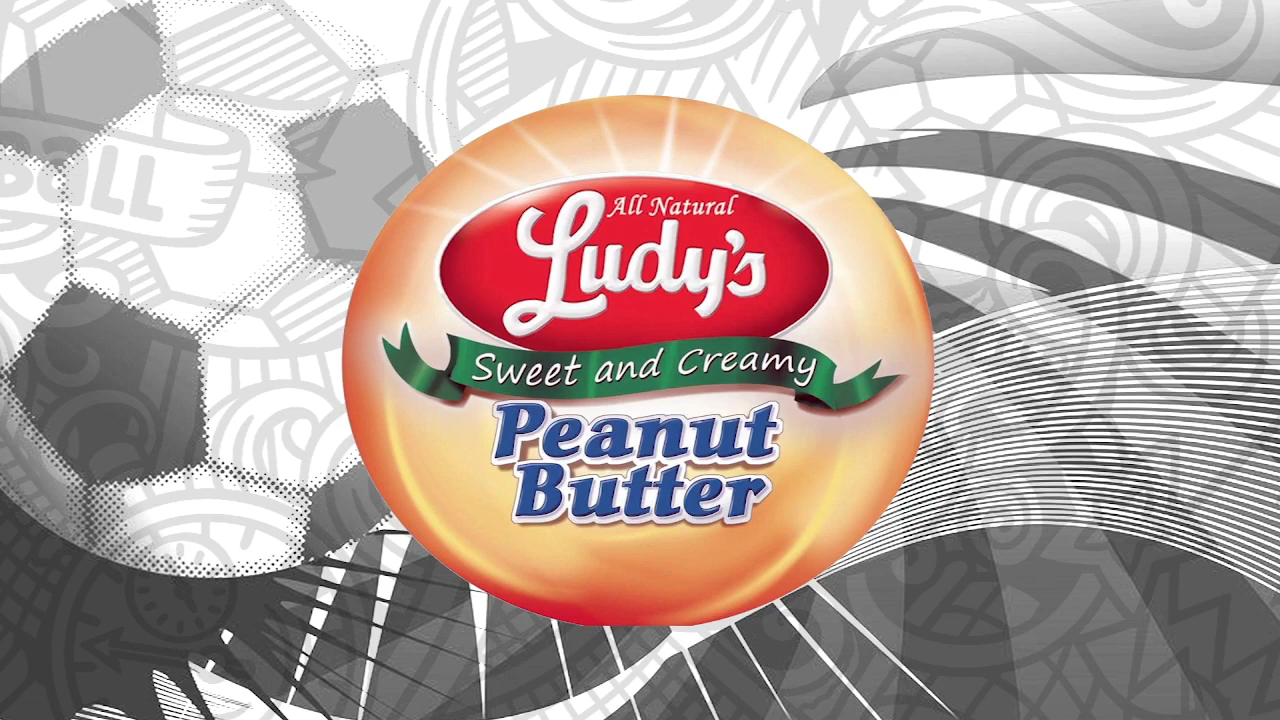 All Natural
Ludy's
Sweet and Creamy
Peanut
Butter